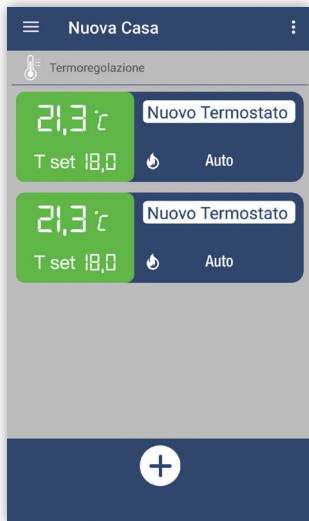 Nuova Casa
Termoregolazione
21,3 °C
Nuovo Termostato
T set 18,0
Auto
21,3 °C
Nuovo Termostato
T set 18,0
Auto